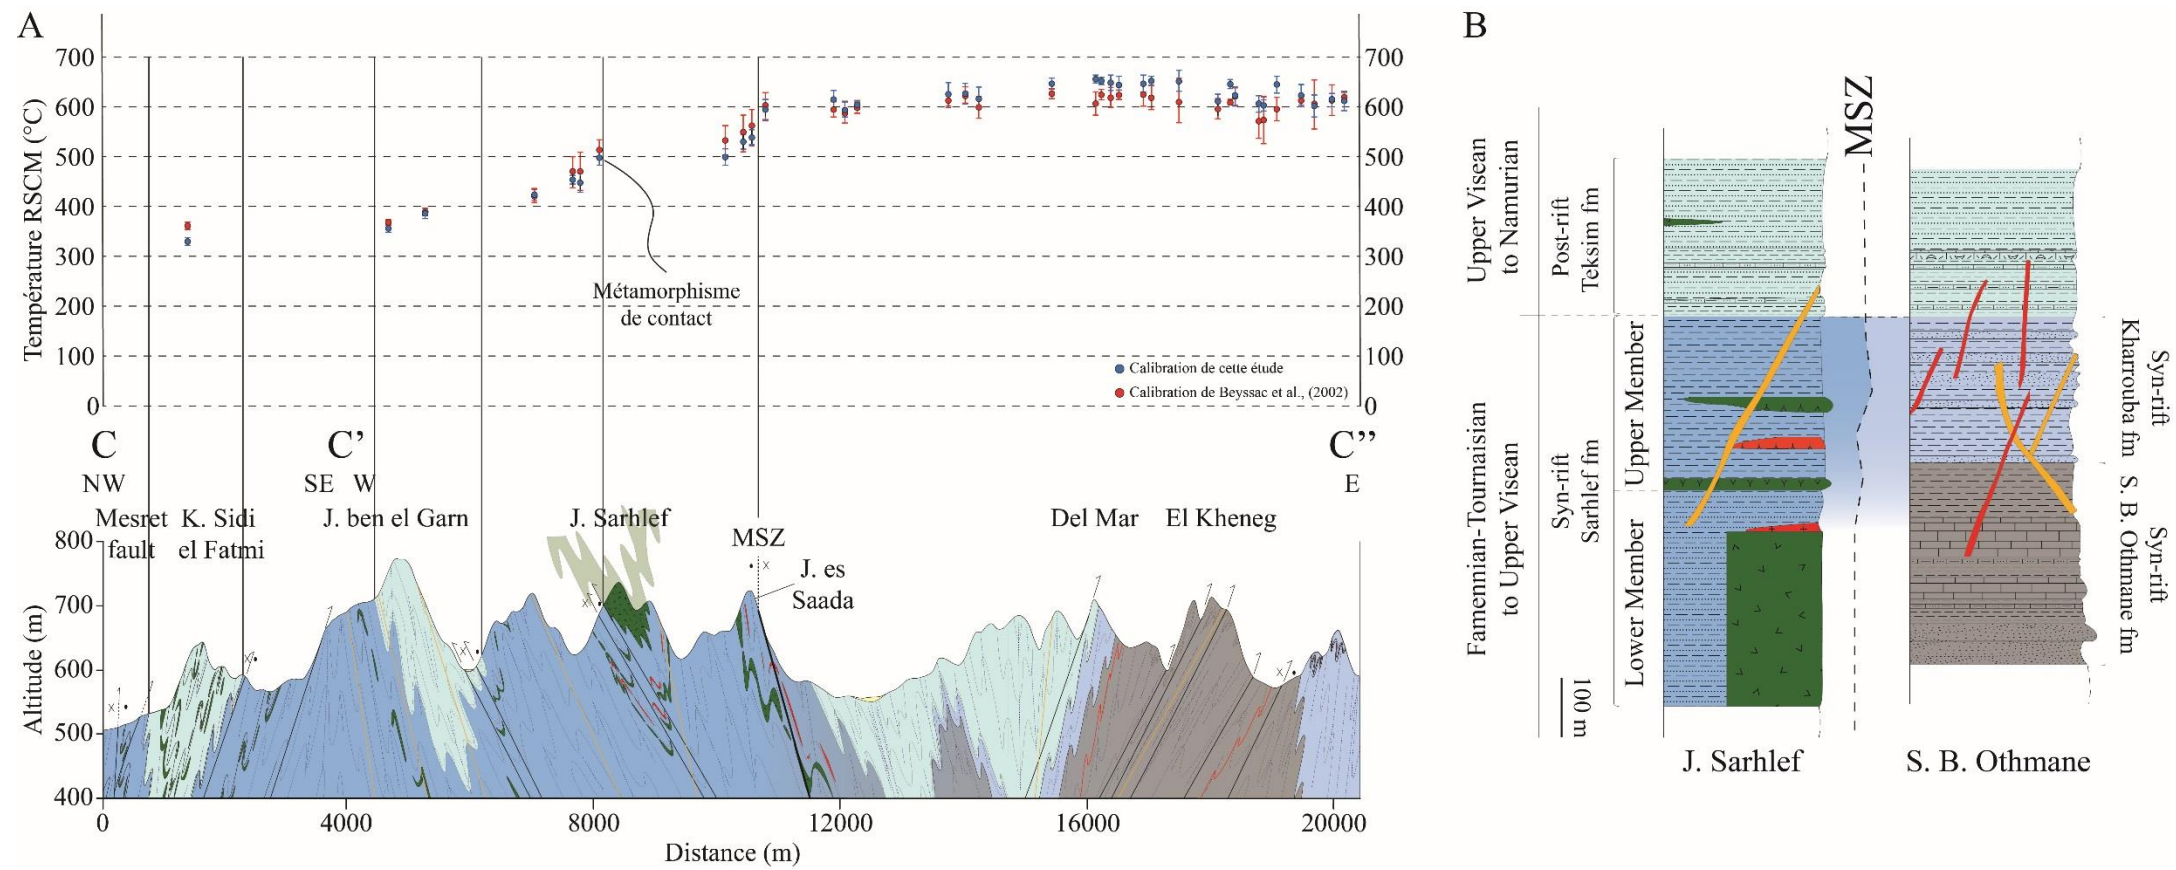 A
B
700
600
500
400
300
200
100
0
Température RSCM (°C)
700
600
500
400
300
200
100
0
Métamorphisme
de contact
Calibration de cette étude
Calibration de Beyssac et al., (2002)
C
C’
C’’
NW
SE
W
E
Mesret
fault
K. Sidi
el Fatmi
J. ben el Garn
J. Sarhlef
MSZ
J. es
Saada
Del Mar
El Kheneg
800
700
600
500
400
Altitude (m)
0
4000
8000
12000
16000
20000
Distance (m)
Upper Visean
to Namurian
Famennian-Tournaisian
to Upper Visean
Post-rift
Teksim fm
Syn-rift
Sarhlef fm
Upper Member
Lower Member
100 m
MSZ
Syn-rift
Kharrouba fm
Syn-rift
S. B. Othmane fm
J. Sarhlef
S. B. Othmane